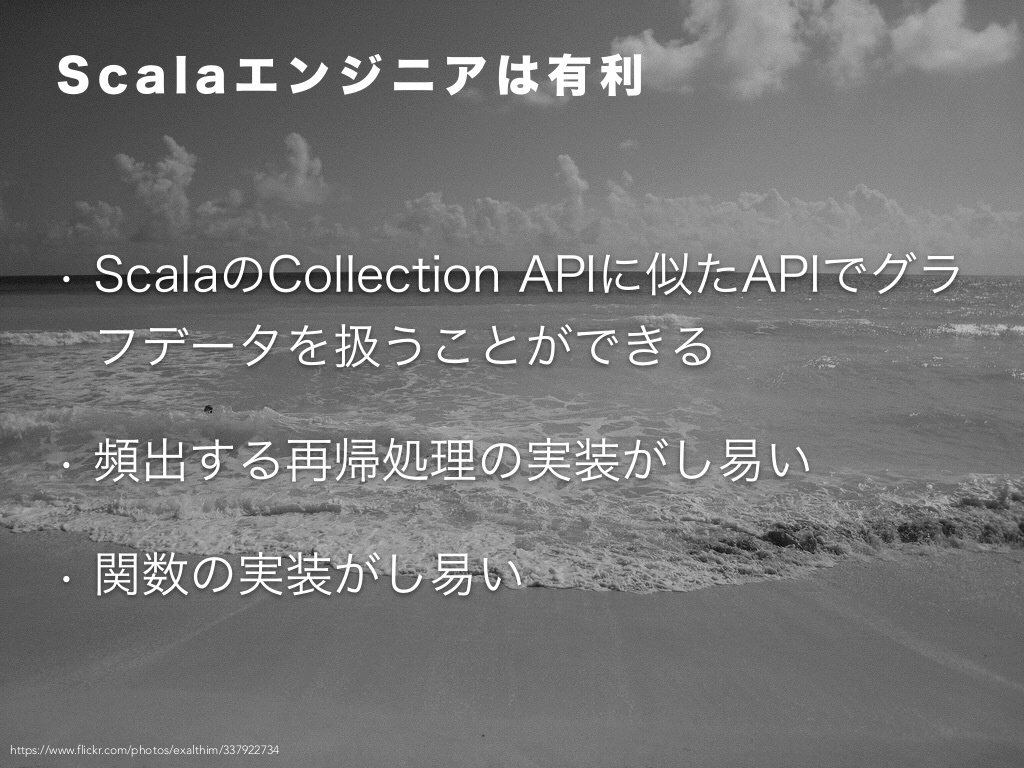 Scalaエンジニアは有利
• ScalaのCollection APIに似たAPIでグラ
フデータを扱うことができる
• 頻出する再帰処理の実装がし易い
• 関数の実装がし易い
https://www.flickr.com/photos/exalthim/337922734